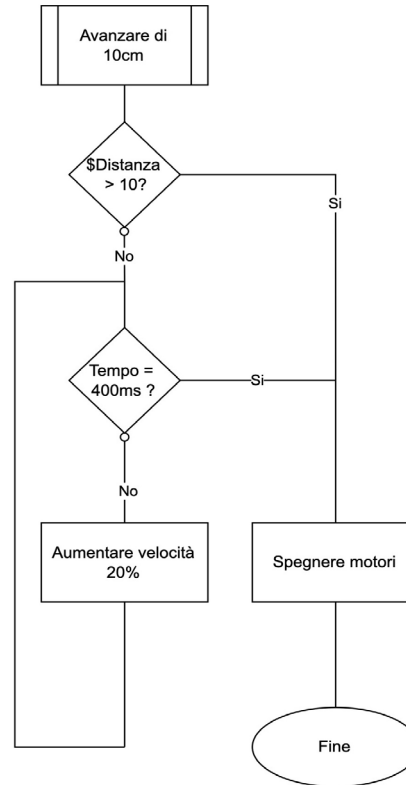 Avanzare di
10cm
$Distanza
> 10?
Si
No
Tempo =
400ms ?
Si
No
Aumentare velocità
20%
Spegnere motori
Fine